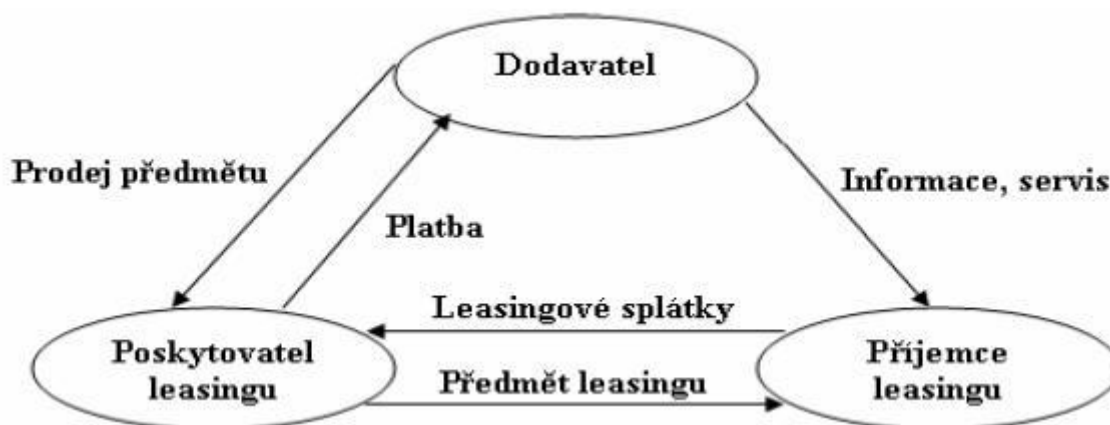 Dodavatel
Prodej předmětu
Informace, servis
Platba
Leasingové splátky
Poskytovatel
leasingu
Předmět leasingu
Příjemce
leasingu